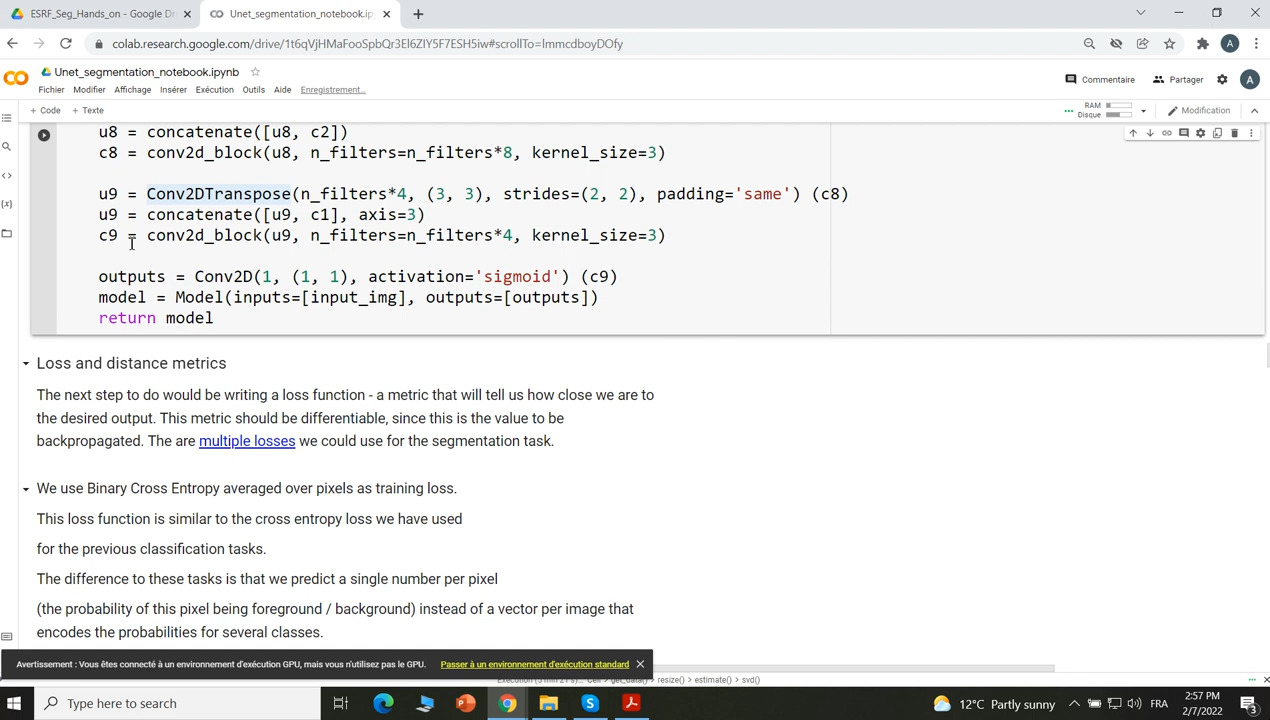 ESRF_Seg_Hands_on - Google Dr
Unet_segmentation_notebook.ipyn
colab.research.google.com/drive/1t6qVjHMaFooSpbQr3El6ZIY5F7ESH5iw#scrollTo=lmmcdboyDOfy
A
Unet_segmentation_notebook.ipynb
Commentaire
Partager
A
Fichier Modifier Affichage Insérer Exécution Outils Aide Enregistrement...
+ Code + Texte
RAM
Disque
Modification
u8 = concatenate([u8, c2])
c8 = conv2d_block(u8, n_filters=n_filters*8, kernel_size=3)
u9 = Conv2DTranspose(n_filters*4, (3, 3), strides=(2, 2), padding='same') (c8)
u9 = concatenate([u9, c1], axis=3)
c9 = conv2d_block(u9, n_filters=n_filters*4, kernel_size=3)
outputs = Conv2D(1, (1, 1), activation='sigmoid') (c9)
model = Model(inputs=[input_img], outputs=[outputs])
return model
Loss and distance metrics
The next step to do would be writing a loss function - a metric that will tell us how close we are to
the desired output. This metric should be differentiable, since this is the value to be
backpropagated. The are multiple losses we could use for the segmentation task.
We use Binary Cross Entropy averaged over pixels as training loss.
This loss function is similar to the cross entropy loss we have used
for the previous classification tasks.
The difference to these tasks is that we predict a single number per pixel
(the probability of this pixel being foreground / background) instead of a vector per image that
encodes the probabilities for several classes.
Avertissement : Vous êtes connecté à un environnement d'exécution GPU, mais vous n'utilisez pas le GPU. Passer à un environnement d'exécution standard
get_data() resize() estimate() svd()
Type here to search
12°C Partly sunny
FRA
2:57 PM
2/7/2022
3